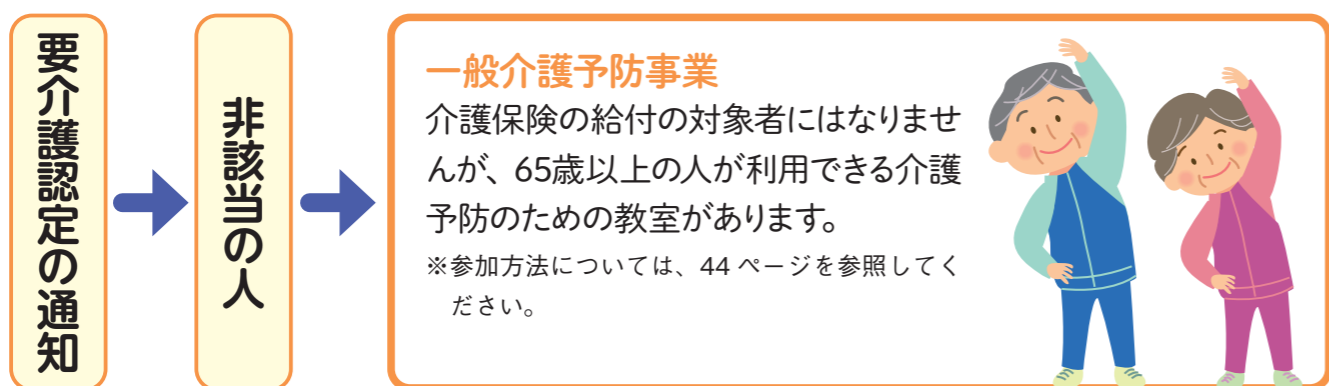 要介護認定の通知
非該当の人
一般介護予防事業
介護保険の給付の対象者にはなりませ
んが、65歳以上の人が利用できる介護
予防のための教室があります。
※参加方法については、44ページを参照してく
ださい。